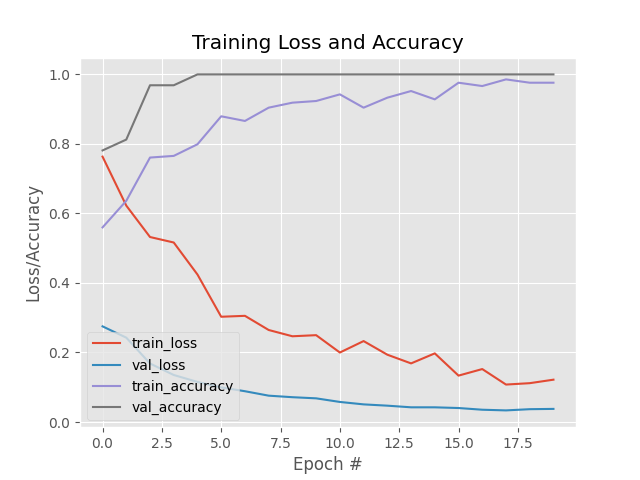 Training Loss and Accuracy
1.0
0.8
0.6
0.4
0.2
0.0
Loss/Accuracy
train_loss
val_loss
train_accuracy
val_accuracy
0.0 2.5 5.0 7.5 10.0 12.5 15.0 17.5
Epoch #